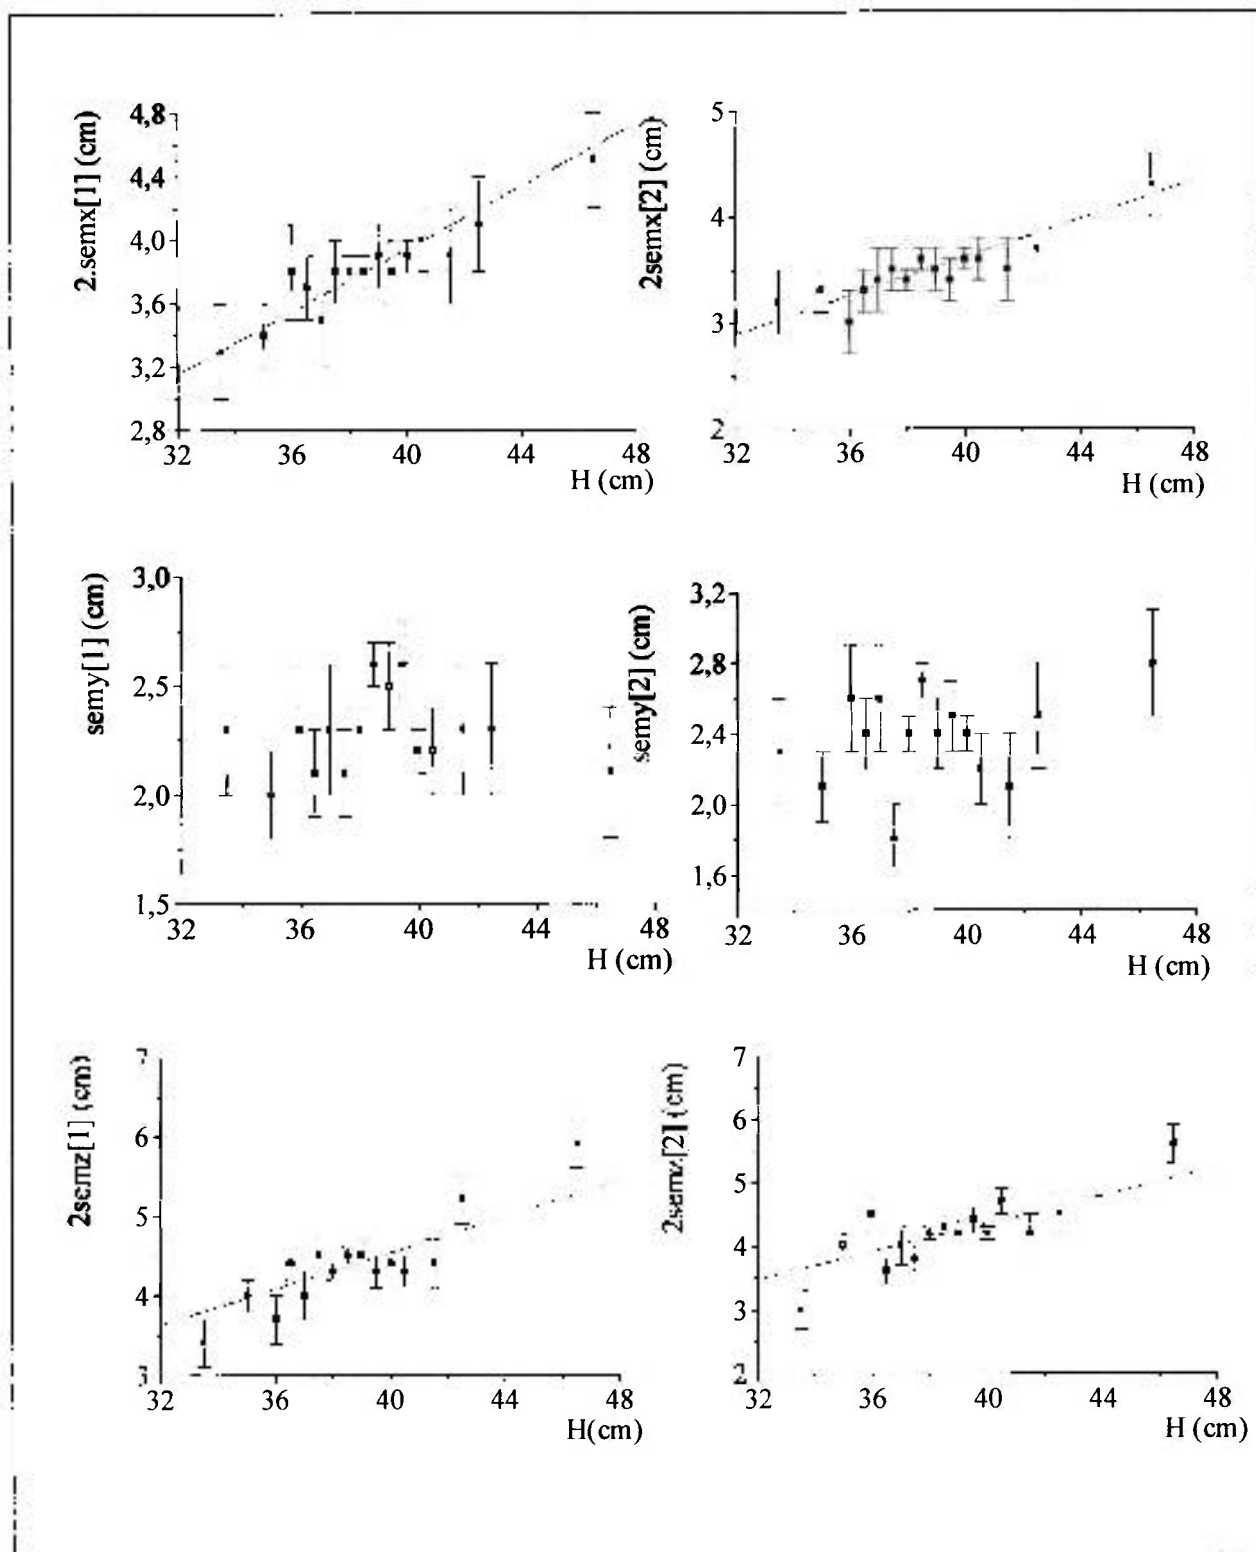 2.semx[1] (cm)
4,8
4,4
4,0
3,6
3,2
2,8
32 36 40 44 48
H (cm)
2semx[2] (cm)
5
4
3
2
32 36 40 44 48
H (cm)
semy[1] (cm)
3,0
2,5
2,0
1,5
32 36 40 44 48
H (cm)
semy[2] (cm)
3,2
2,8
2,4
2,0
1,6
32 36 40 44 48
H (cm)
2semz[1] (cm)
7
6
5
4
3
32 36 40 44 48
H(cm)
2semz[2] (cm)
7
6
5
4
3
2
32 36 40 44 48
H (cm)